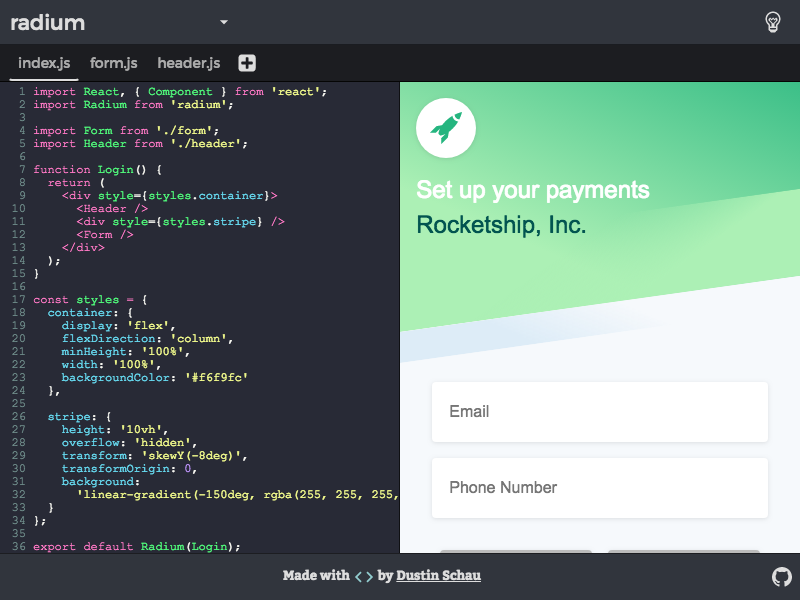 radium
index.js form.js header.js
1 import React, { Component } from 'react';
2 import Radium from 'radium';
3
4 import Form from './form';
5 import Header from './header';
6
7 function Login() {
8   return (
9     <div style={styles.container}>
10       <Header />
11       <div style={styles.stripe} />
12       <Form />
13     </div>
14   );
15 }
16
17 const styles = {
18   container: {
19     display: 'flex',
20     flexDirection: 'column',
21     minHeight: '100%',
22     width: '100%',
23     backgroundColor: '#f6f9fc'
24   },
25
26   stripe: {
27     height: '10vh',
28     overflow: 'hidden',
29     transform: 'skewY(-8deg)',
30     transformOrigin: 0,
31     background:
32       'linear-gradient(-150deg, rgba(255, 255, 255,
33   }
34 };
35
36 export default Radium(Login);
Set up your payments
Rocketship, Inc.
Email
Phone Number
Made with <> by Dustin Schau